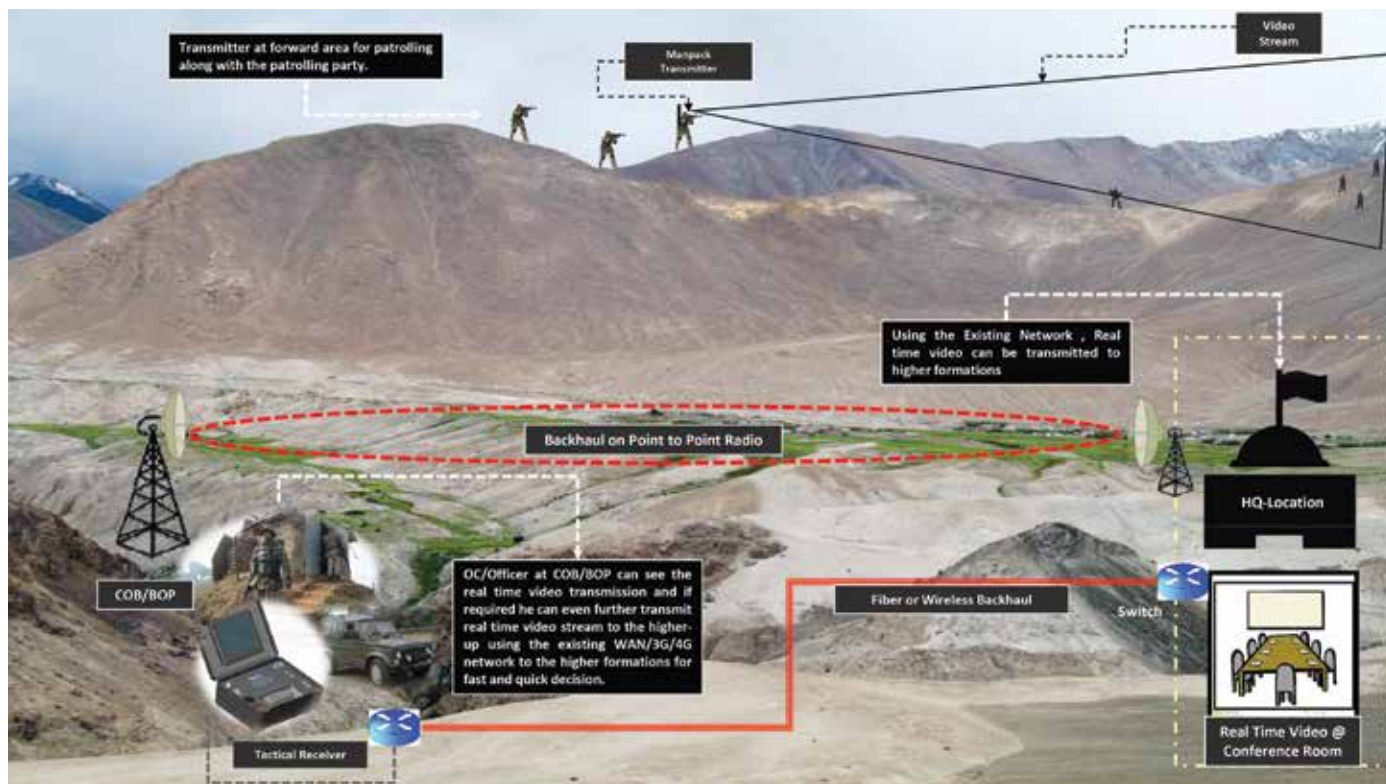 Transmitter at forward area for patrolling
along with the patrolling party.
Manpack
Transmitter
Video
Stream
Using the Existing Network , Real
time video can be transmitted to
higher formations
Backhaul on Point to Point Radio
HQ-Location
COB/BOP
OC/Officer at COB/BOP can see the
real time video transmission and if
required he can even further transmit
real time video stream to the higher-
up using the existing WAN/3G/4G
network to the higher formations for
fast and quick decision.
Fiber or Wireless Backhaul
Switch
Tactical Receiver
Real Time Video @
Conference Room